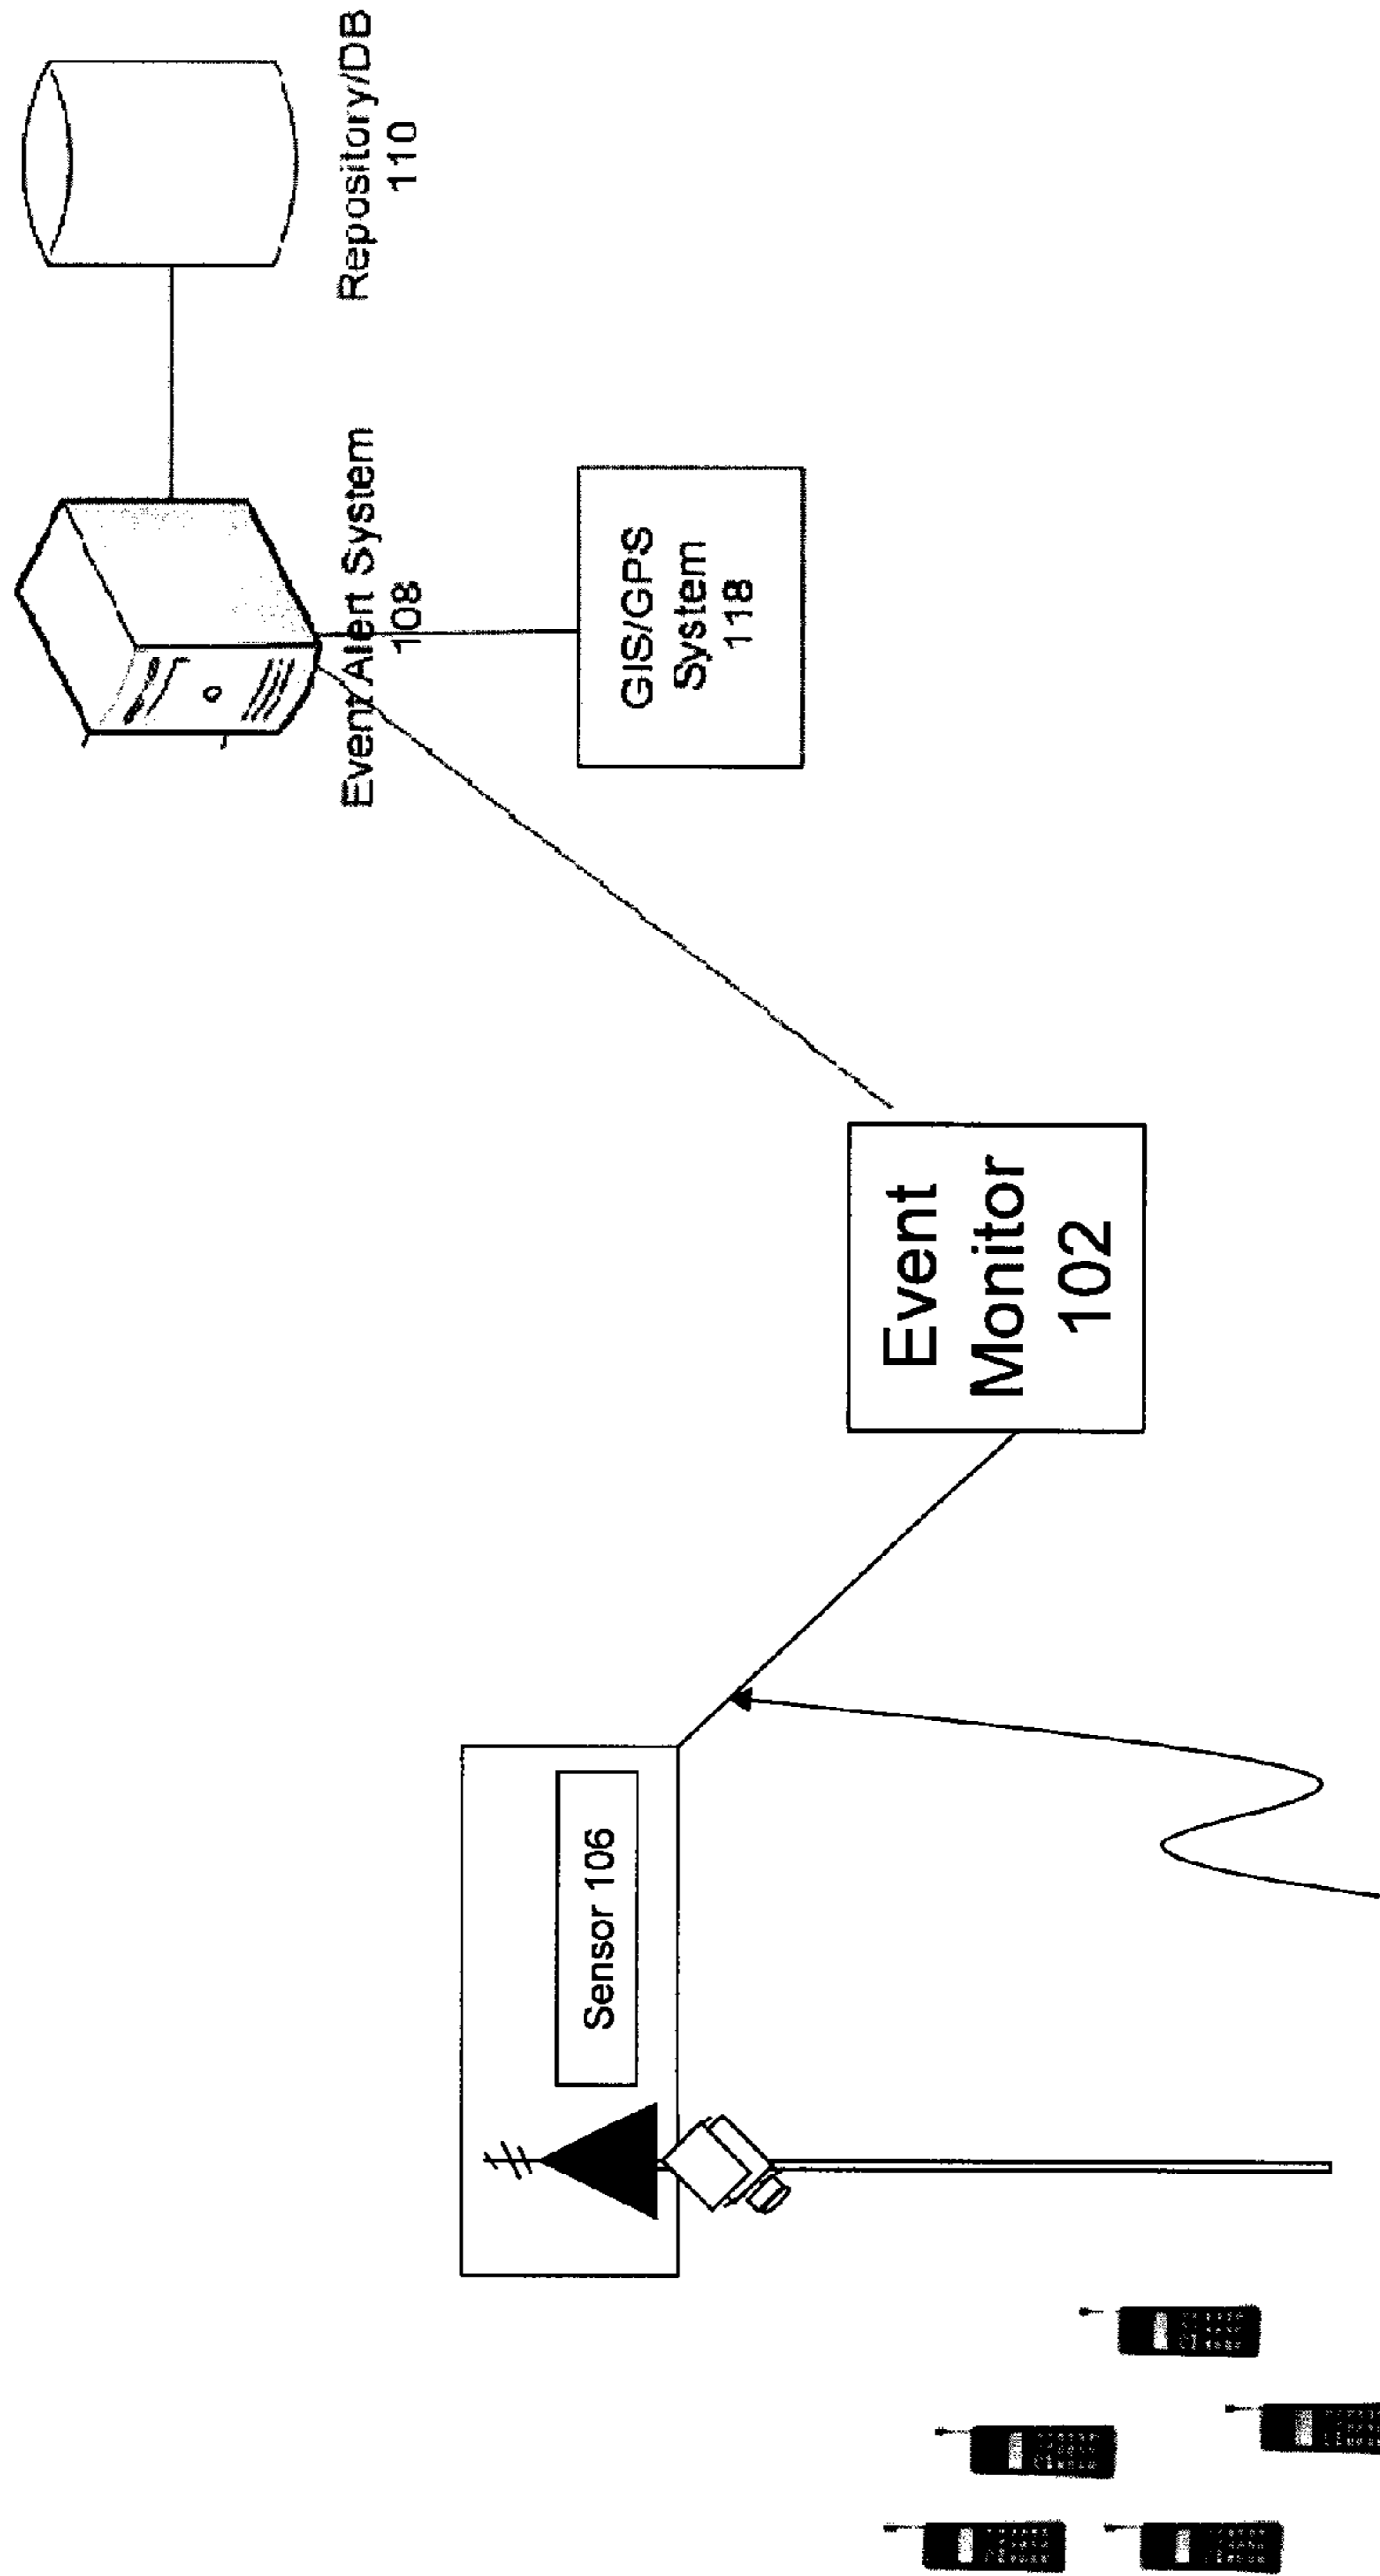 Sensor 106
Event
Monitor
102
Event Alert System
108
GIS/GPS
System
118
Repository/DB
110